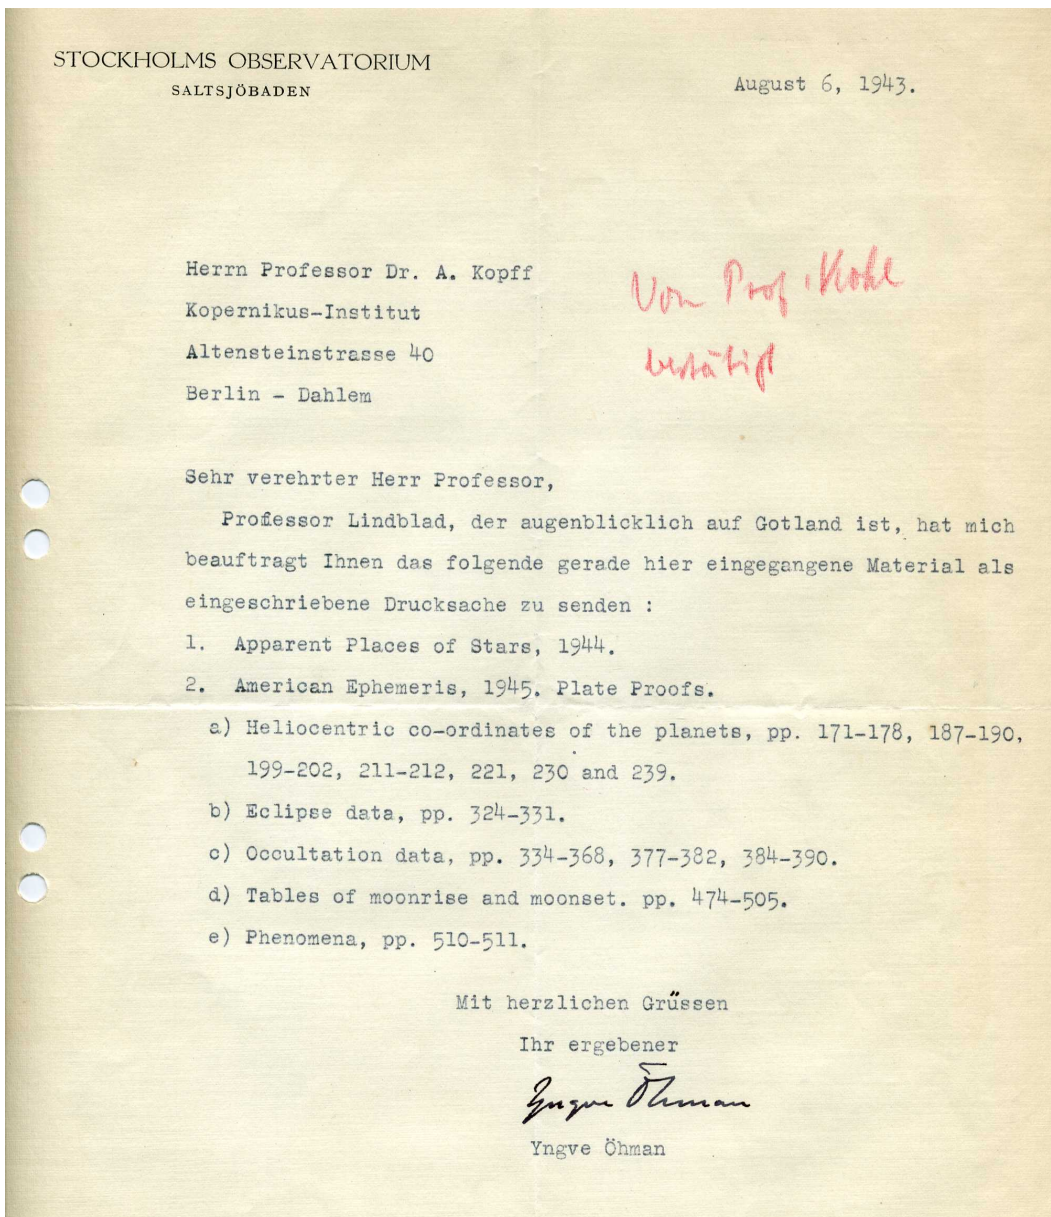 STOCKHOLMS OBSERVATORIUM
SALTSJÖBADEN
August 6, 1943.
Herrn Professor Dr. A. Kopff
Kopernikus-Institut
Altensteinstrasse 40
Berlin - Dahlem
Von Prof. Kohl
bestätigt
Sehr verehrter Herr Professor,
Professor Lindblad, der augenblicklich auf Gotland ist, hat mich
beauftragt Ihnen das folgende gerade hier eingegangene Material als
eingeschriebene Drucksache zu senden :
1. Apparent Places of Stars, 1944.
2. American Ephemeris, 1945. Plate Proofs.
a) Heliocentric co-ordinates of the planets, pp. 171-178, 187-190,
199-202, 211-212, 221, 230 and 239.
b) Eclipse data, pp. 324-331.
c) Occultation data, pp. 334-368, 377-382, 384-390.
d) Tables of moonrise and moonset. pp. 474-505.
e) Phenomena, pp. 510-511.
Mit herzlichen Grüssen
Ihr ergebener
Yngve Öhman
Yngve Öhman